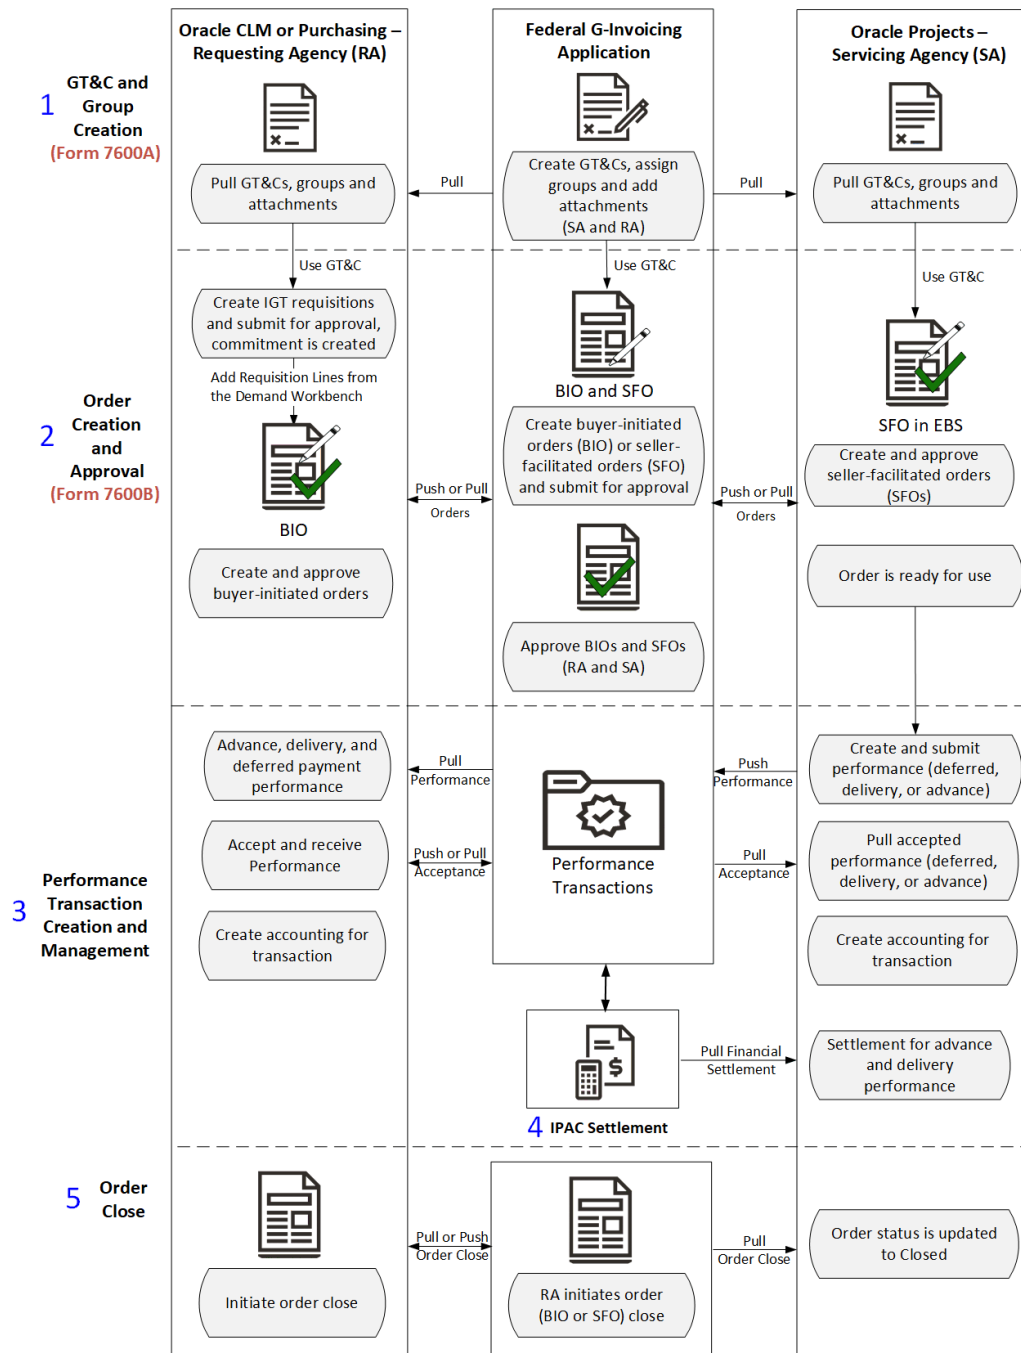 Oracle CLM or Purchasing –
Requesting Agency (RA)
Federal G-Invoicing
Application
Oracle Projects –
Servicing Agency (SA)
1
GT&C and
Group
Creation
(Form 7600A)
Pull GT&Cs, groups and
attachments
Pull
Create GT&Cs, assign
groups and add
attachments
(SA and RA)
Pull
Pull GT&Cs, groups and
attachments
Use GT&C
Use GT&C
Use GT&C
2
Order
Creation
and
Approval
(Form 7600B)
Create IGT requisitions
and submit for approval,
commitment is created
Add Requisition Lines from
the Demand Workbench
BIO
Create and approve
buyer-initiated orders
Push or Pull
Orders
BIO and SFO
Create buyer-initiated
orders (BIO) or seller-
facilitated orders (SFO)
and submit for approval
Approve BIOs and SFOs
(RA and SA)
Push or Pull
Orders
SFO in EBS
Create and approve
seller-facilitated orders
(SFOs)
Order is ready for use
3
Performance
Transaction
Creation and
Management
Advance, delivery, and
deferred payment
performance
Pull
Performance
Accept and receive
Performance
Push or Pull
Acceptance
Create accounting for
transaction
Performance
Transactions
Push
Performance
Create and submit
performance (deferred,
delivery, or advance)
Pull
Acceptance
Pull accepted
performance (deferred,
delivery, or advance)
Create accounting for
transaction
$
4 IPAC Settlement
Pull Financial
Settlement
Settlement for advance
and delivery
performance
5
Order
Close
Initiate order close
Pull or Push
Order Close
RA initiates order
(BIO or SFO) close
Pull
Order Close
Order status is updated
to Closed